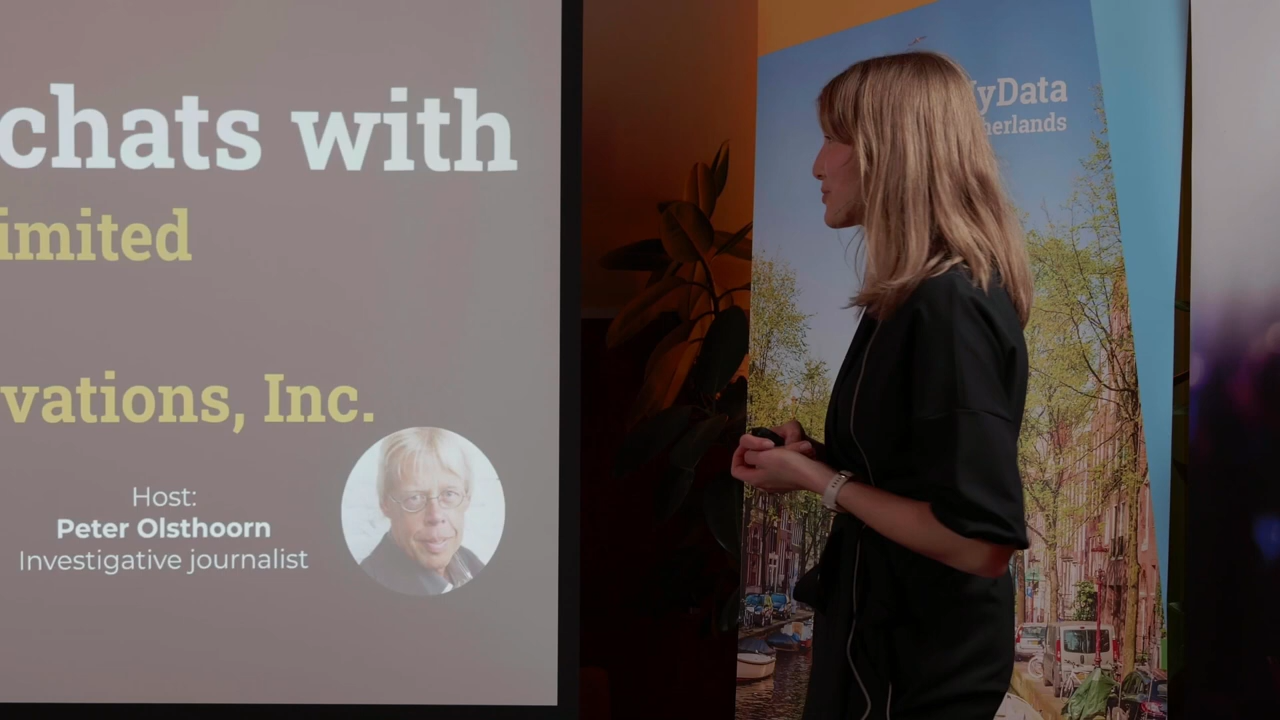 chats with
imited
vations, Inc.
Host:
Peter Olsthoorn
Investigative journalist
yData
herlands